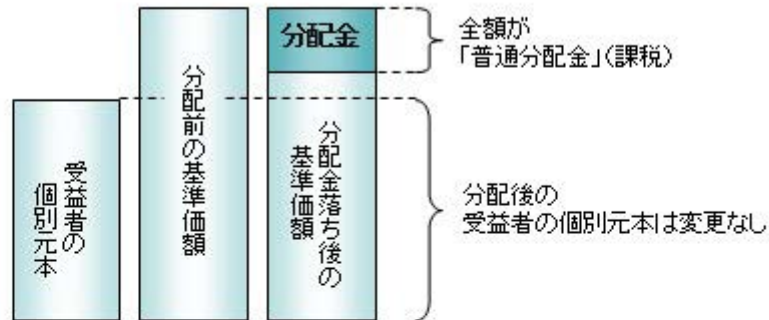 受益者の
個別元本
分配前の基準価額
分配金
分配金落ち後の
基準価額
全額が
「普通分配金」(課税)
分配後の
受益者の個別元本は変更なし